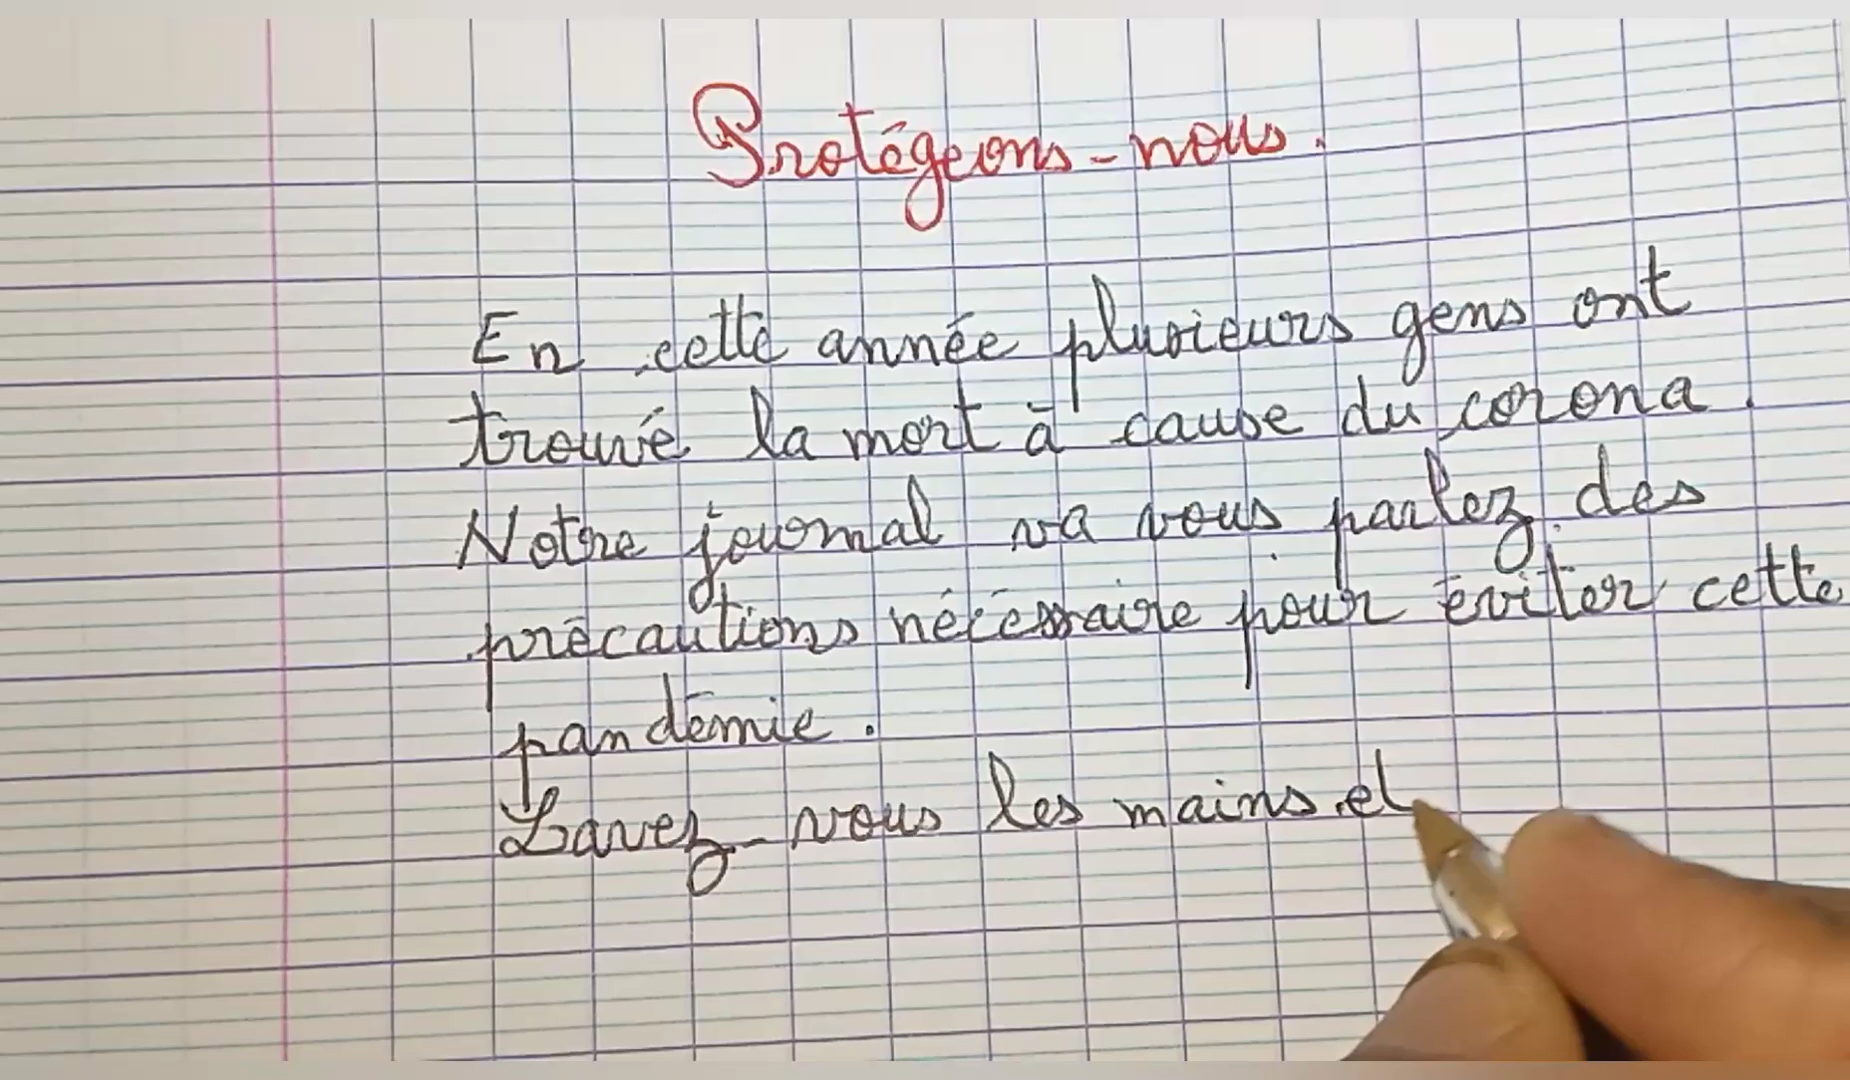 Protégeons-nous.
En cette année plusieurs gens ont
trouvé la mort à cause du corona.
Notre journal va vous parlez des
précautions nécessaire pour éviter cette
pandémie.
Lavez-vous les mains et